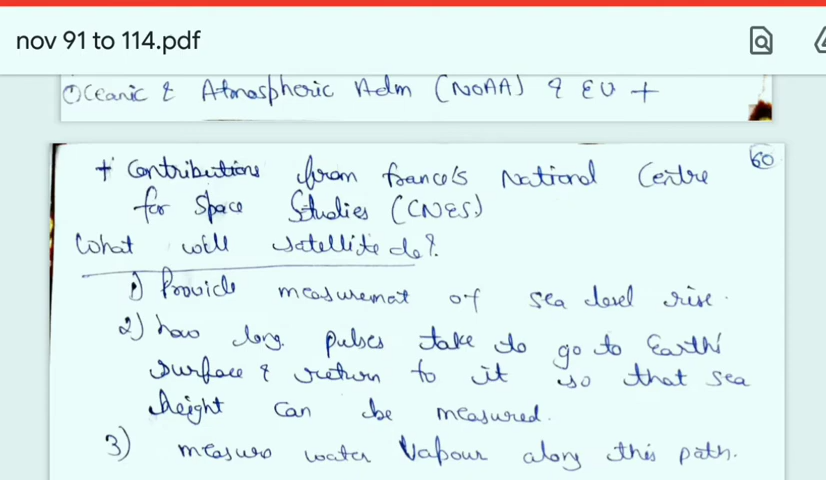 nov 91 to 114.pdf
Oceanic & Atmospheric Adm (NOAA) & EU +
60
+ Contributions from france's National Centre
for Space Studies (CNES)
What will satellite do?
1) Provide measuremnt of sea level rise.
2) how long pulses take to go to Earth's
surface & return to it so that sea
height can be measured.
3) measure water Vapour along this path.